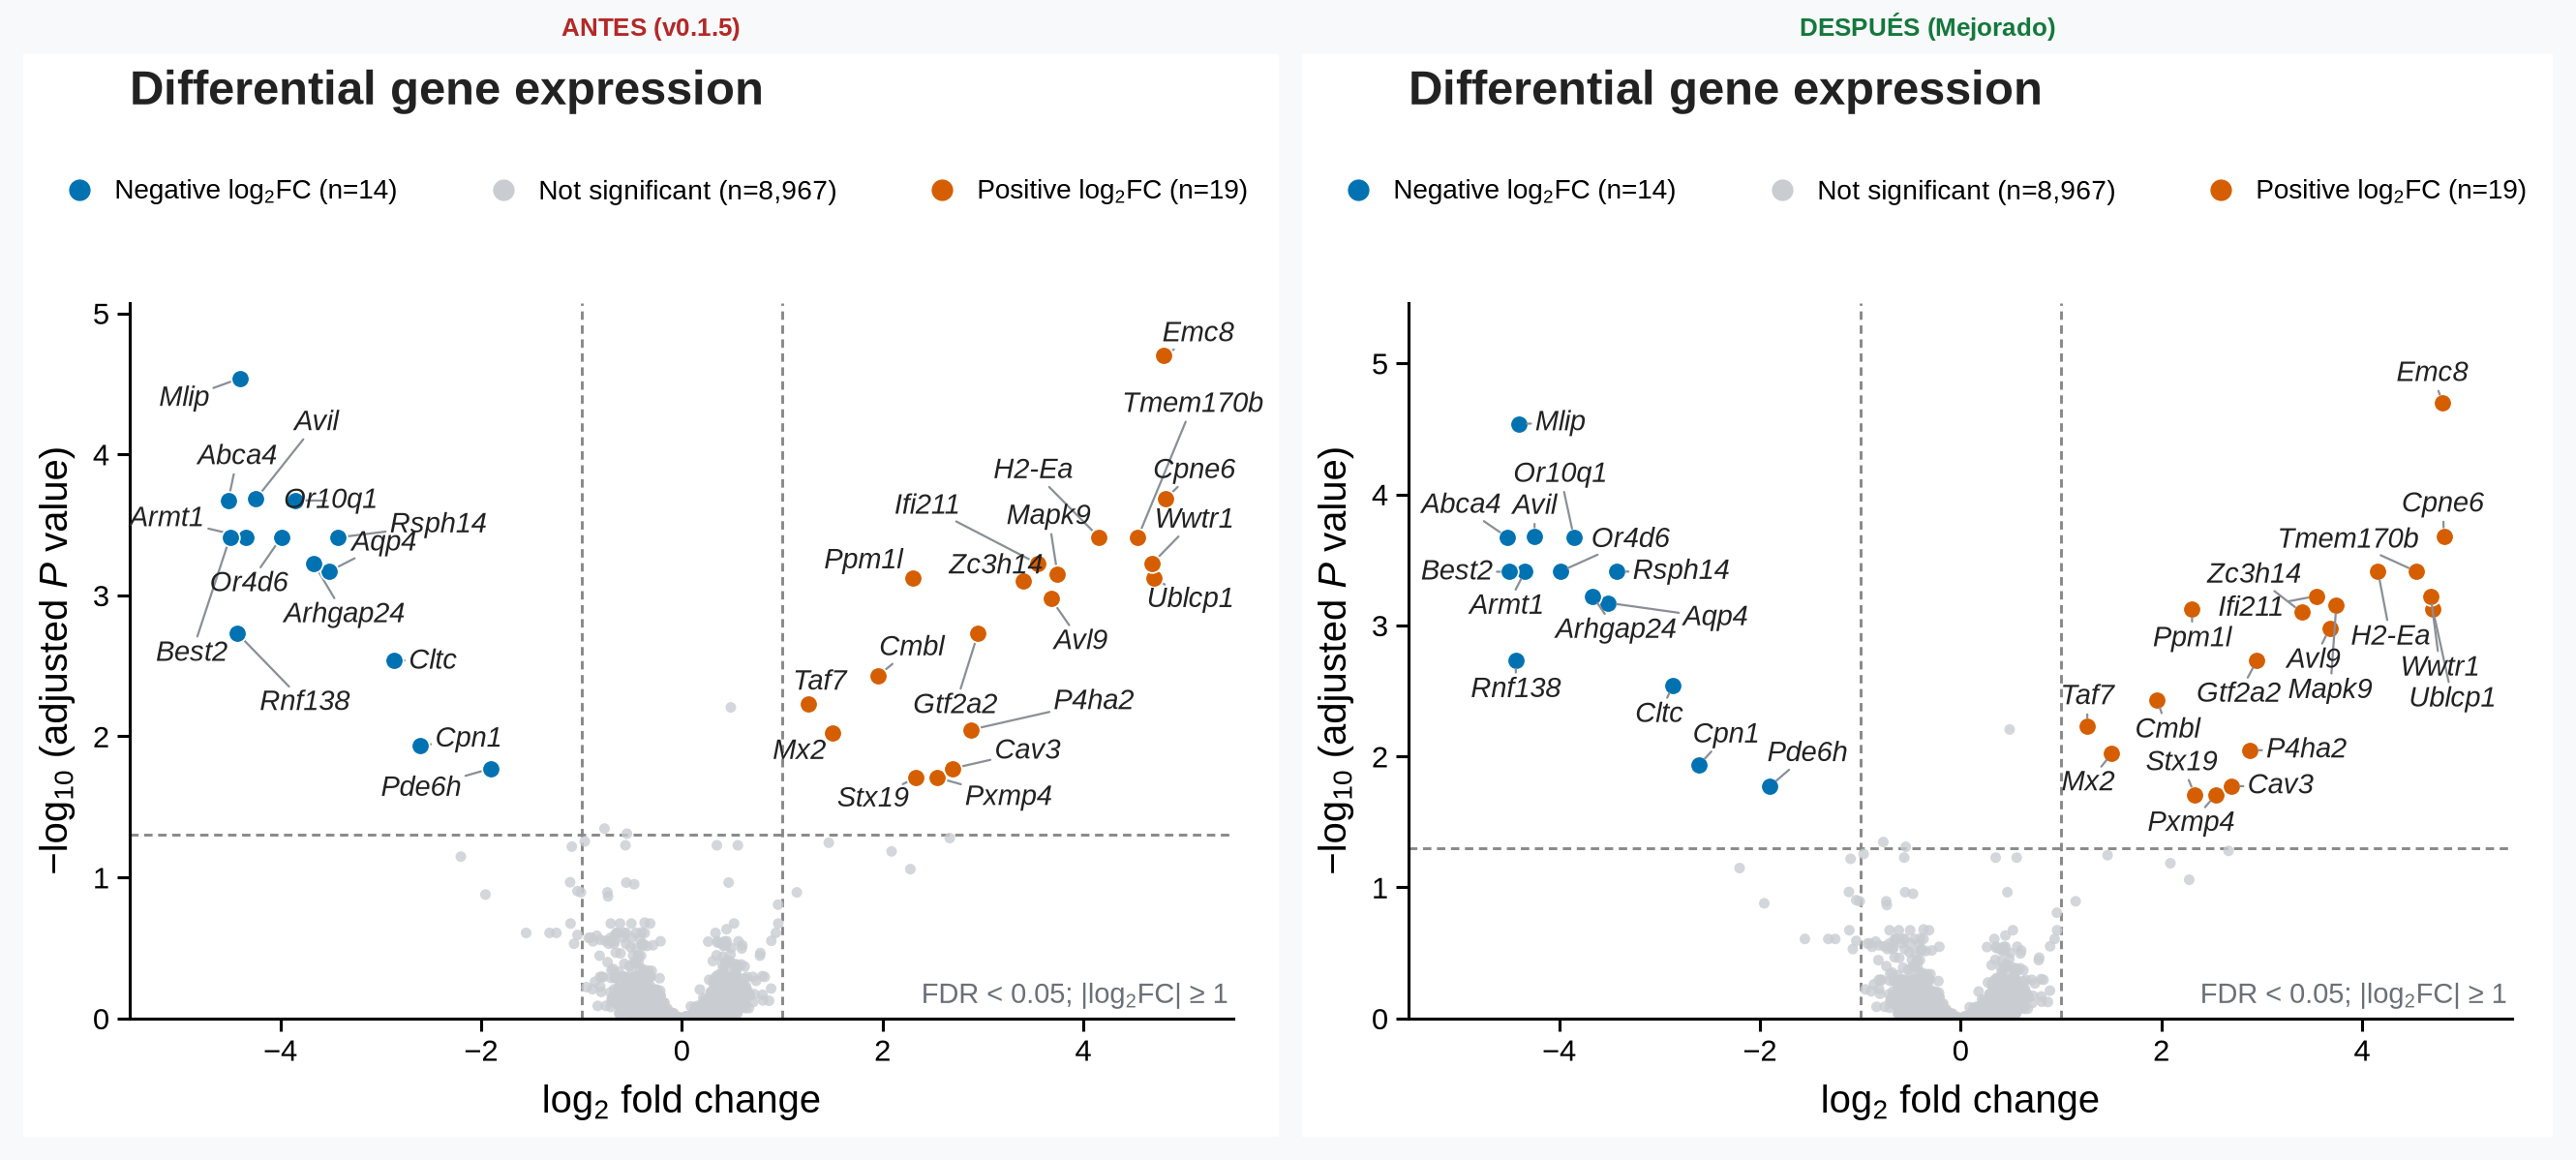 ANTES (v0.1.5)
Differential gene expression
Negative log₂FC (n=14)
Not significant (n=8,967)
Positive log₂FC (n=19)
5
4
3
2
1
0
−log₁₀ (adjusted P value)
Emc8
Mlip
Tmem170b
Avil
Abca4
H2-Ea
Cpne6
Or10q1
Ifi211
Mapk9
Armt1
Rsph14
Wwtr1
Aqp4
Ppm1l
Zc3h14
Or4d6
Ublcp1
Arhgap24
Avl9
Best2
Cltc
Cmbl
Taf7
Rnf138
Gtf2a2
P4ha2
Cpn1
Mx2
Cav3
Pde6h
Stx19
Pxmp4
FDR < 0.05; |log₂FC| ≥ 1
−4
−2
0
2
4
log₂ fold change
DESPUÉS (Mejorado)
Differential gene expression
Negative log₂FC (n=14)
Not significant (n=8,967)
Positive log₂FC (n=19)
5
4
3
2
1
0
−log₁₀ (adjusted P value)
Emc8
Mlip
Or10q1
Abca4
Avil
Cpne6
Or4d6
Tmem170b
Best2
Rsph14
Zc3h14
Armt1
Ifi211
Aqp4
Arhgap24
Ppm1l
H2-Ea
Avl9
Wwtr1
Rnf138
Taf7
Gtf2a2
Mapk9
Ublcp1
Cltc
Cmbl
Cpn1
Pde6h
P4ha2
Stx19
Mx2
Cav3
Pxmp4
FDR < 0.05; |log₂FC| ≥ 1
−4
−2
0
2
4
log₂ fold change